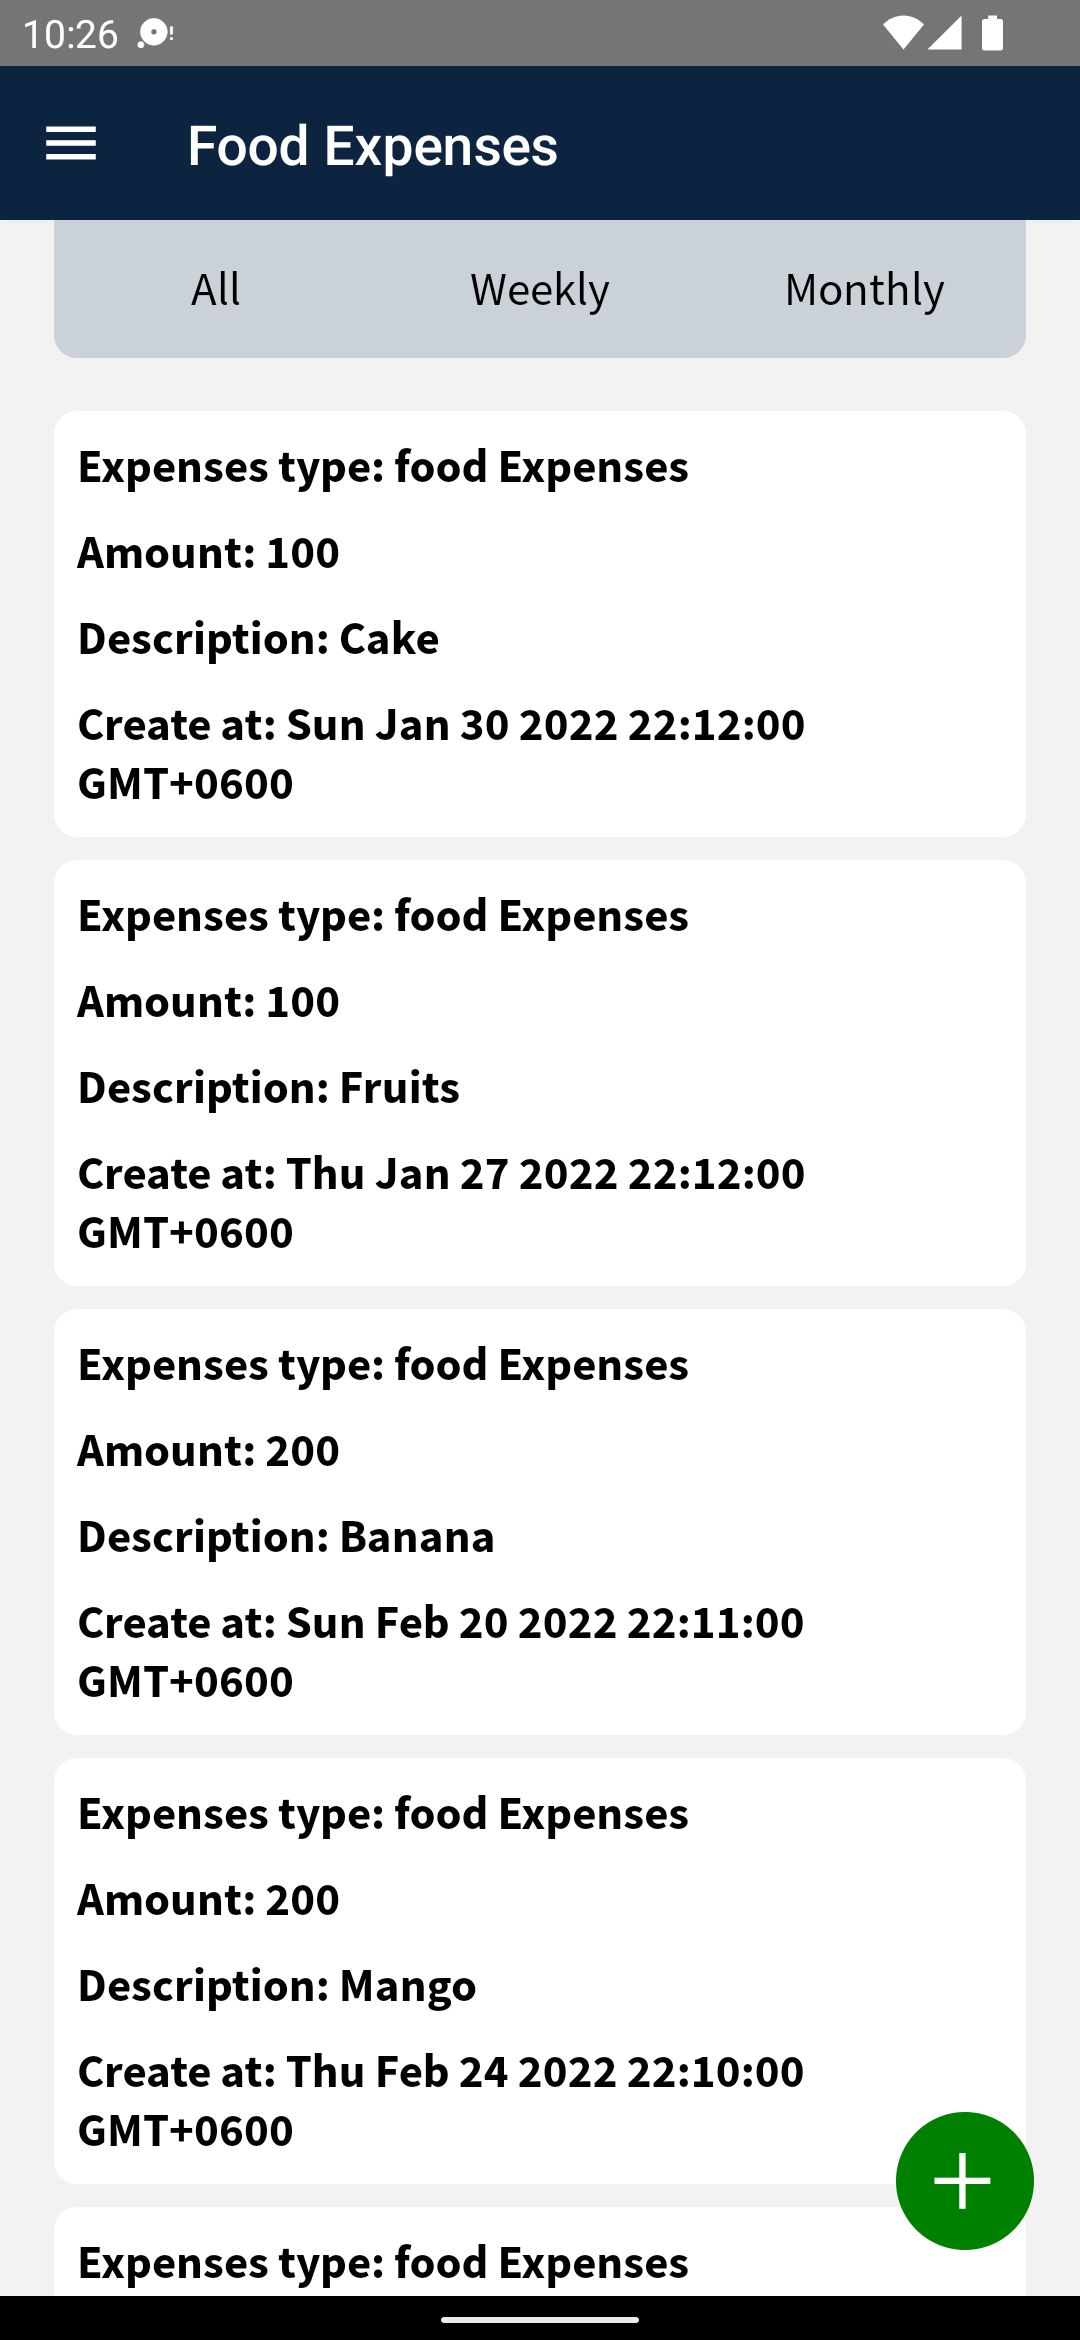 10:26
Food Expenses
All Weekly Monthly
Expenses type: food Expenses
Amount: 100
Description: Cake
Create at: Sun Jan 30 2022 22:12:00
GMT+0600
Expenses type: food Expenses
Amount: 100
Description: Fruits
Create at: Thu Jan 27 2022 22:12:00
GMT+0600
Expenses type: food Expenses
Amount: 200
Description: Banana
Create at: Sun Feb 20 2022 22:11:00
GMT+0600
Expenses type: food Expenses
Amount: 200
Description: Mango
Create at: Thu Feb 24 2022 22:10:00
GMT+0600
Expenses type: food Expenses